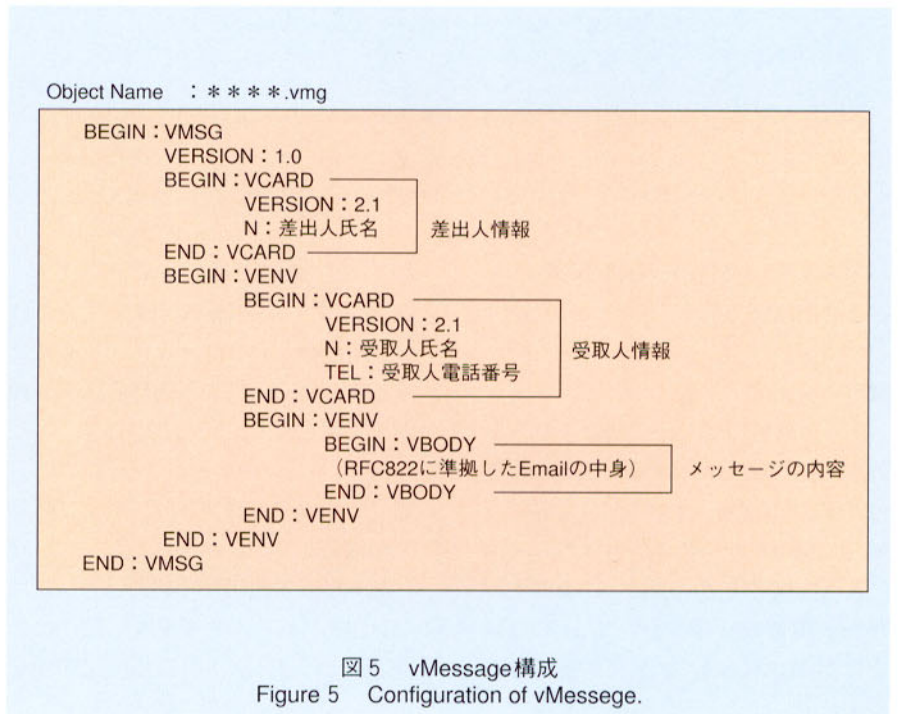 Object Name ：＊＊＊＊.vmg
BEGIN：VMSG
VERSION：1.0
BEGIN：VCARD
VERSION：2.1
N：差出人氏名 差出人情報
END：VCARD
BEGIN：VENV
BEGIN：VCARD
VERSION：2.1
N：受取人氏名 受取人情報
TEL：受取人電話番号
END：VCARD
BEGIN：VENV
BEGIN：VBODY
（RFC822に準拠したEmailの中身） メッセージの内容
END：VBODY
END：VENV
END：VENV
END：VMSG
図5 vMessage構成
Figure 5 Configuration of vMessege.